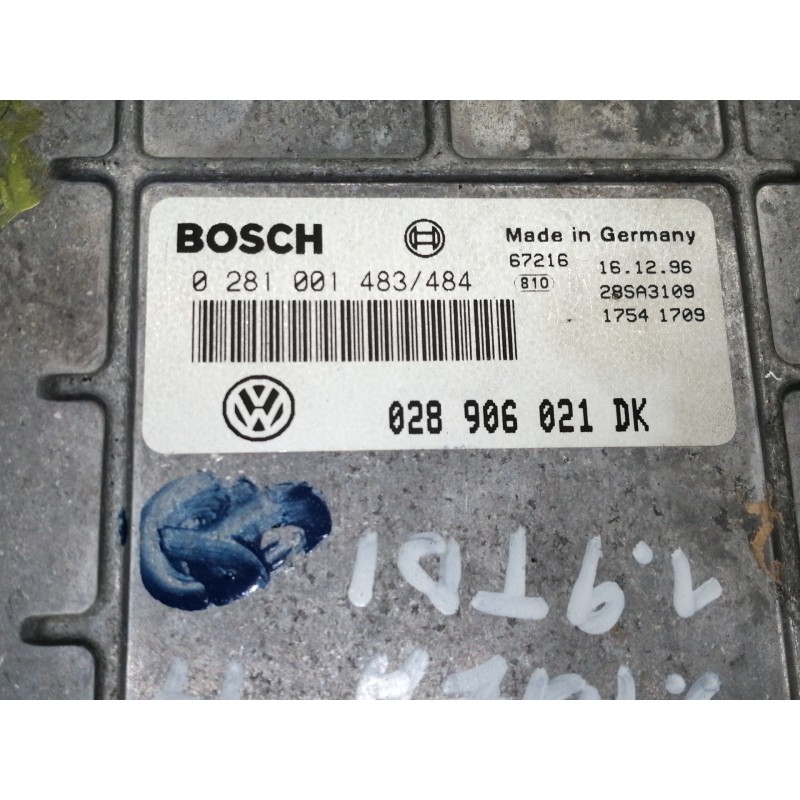 BOSCH
Made in Germany
0 281 001 483/484
67216
16.12.96
810
28SA3109
1754 1709
VW
028 906 021 DK
1.9TDI